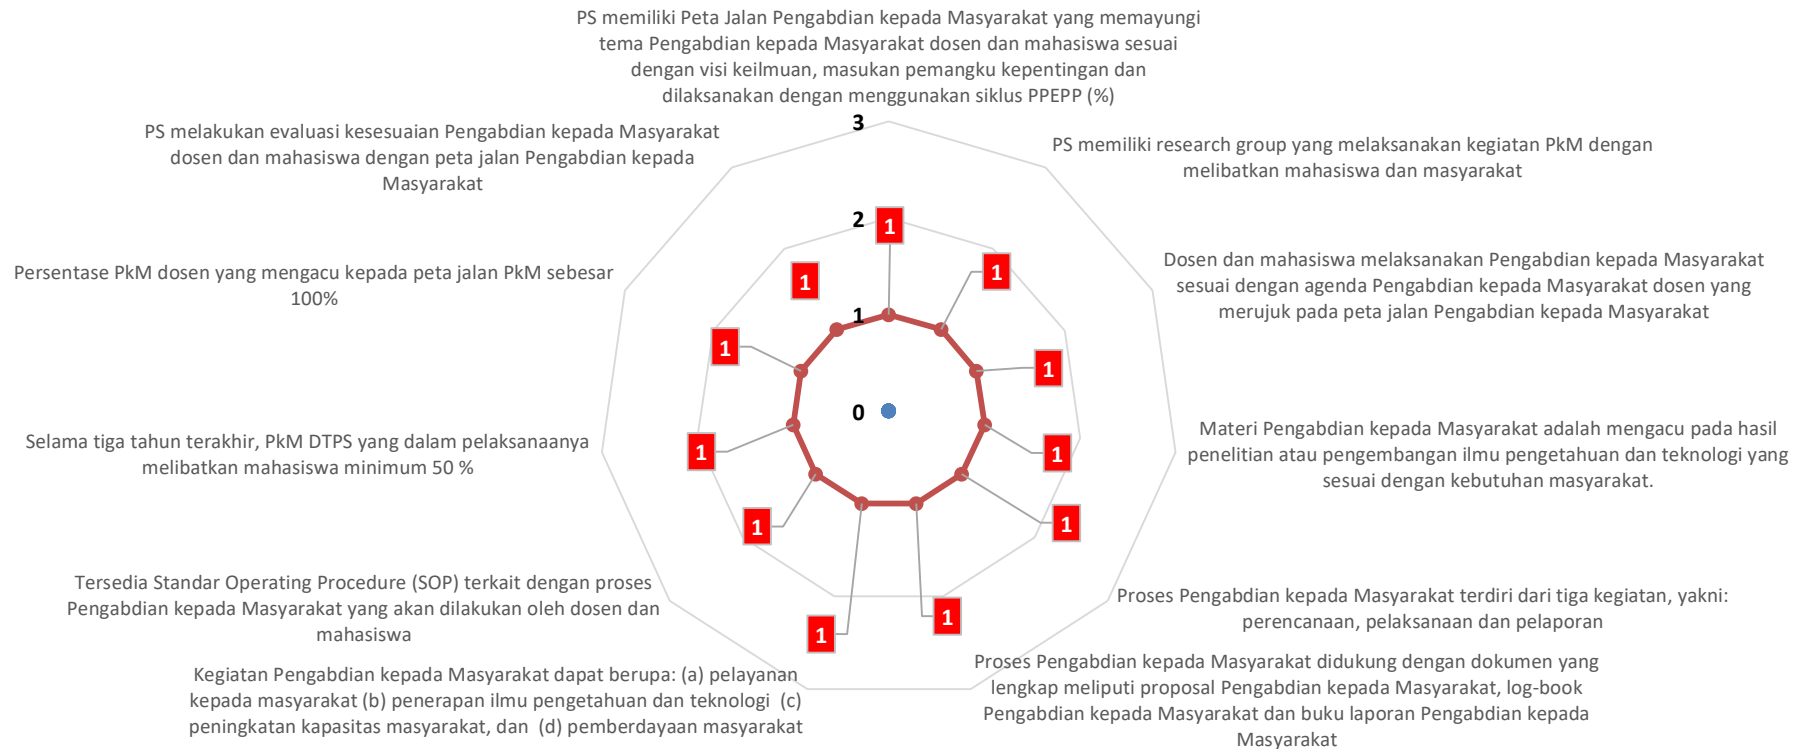 PS memiliki Peta Jalan Pengabdian kepada Masyarakat yang memayungi
tema Pengabdian kepada Masyarakat dosen dan mahasiswa sesuai
dengan visi keilmuan, masukan pemangku kepentingan dan
dilaksanakan dengan menggunakan siklus PPEPP (%)
PS memiliki research group yang melaksanakan kegiatan PkM dengan
melibatkan mahasiswa dan masyarakat
Dosen dan mahasiswa melaksanakan Pengabdian kepada Masyarakat
sesuai dengan agenda Pengabdian kepada Masyarakat dosen yang
merujuk pada peta jalan Pengabdian kepada Masyarakat
Materi Pengabdian kepada Masyarakat adalah mengacu pada hasil
penelitian atau pengembangan ilmu pengetahuan dan teknologi yang
sesuai dengan kebutuhan masyarakat.
Proses Pengabdian kepada Masyarakat terdiri dari tiga kegiatan, yakni:
perencanaan, pelaksanaan dan pelaporan
Proses Pengabdian kepada Masyarakat didukung dengan dokumen yang
lengkap meliputi proposal Pengabdian kepada Masyarakat, log-book
Pengabdian kepada Masyarakat dan buku laporan Pengabdian kepada
Masyarakat
Kegiatan Pengabdian kepada Masyarakat dapat berupa: (a) pelayanan
kepada masyarakat (b) penerapan ilmu pengetahuan dan teknologi (c)
peningkatan kapasitas masyarakat, dan (d) pemberdayaan masyarakat
Tersedia Standar Operating Procedure (SOP) terkait dengan proses
Pengabdian kepada Masyarakat yang akan dilakukan oleh dosen dan
mahasiswa
Selama tiga tahun terakhir, PkM DTPS yang dalam pelaksanaanya
melibatkan mahasiswa minimum 50 %
Persentase PkM dosen yang mengacu kepada peta jalan PkM sebesar
100%
PS melakukan evaluasi kesesuaian Pengabdian kepada Masyarakat
dosen dan mahasiswa dengan peta jalan Pengabdian kepada
Masyarakat
3
2
1
0
1
1
1
1
1
1
1
1
1
1
1